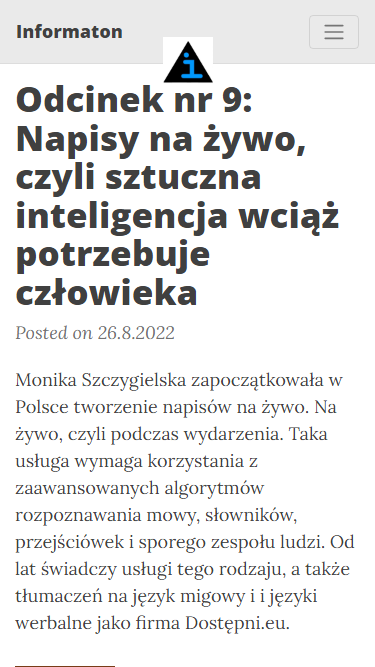 Informaton
i
Odcinek nr 9:
Napisy na żywo,
czyli sztuczna
inteligencja wciąż
potrzebuje
człowieka
Posted on 26.8.2022
Monika Szczygielska zapoczątkowała w
Polsce tworzenie napisów na żywo. Na
żywo, czyli podczas wydarzenia. Taka
usługa wymaga korzystania z
zaawansowanych algorytmów
rozpoznawania mowy, słowników,
przejściówek i sporego zespołu ludzi. Od
lat świadczy usługi tego rodzaju, a także
tłumaczeń na język migowy i i języki
werbalne jako firma Dostępni.eu.